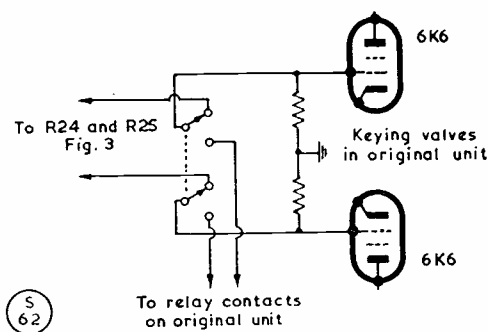 6K6
To R24 and R25
Fig. 3
Keying valves
in original unit
6K6
S
62
To relay contacts
on original unit